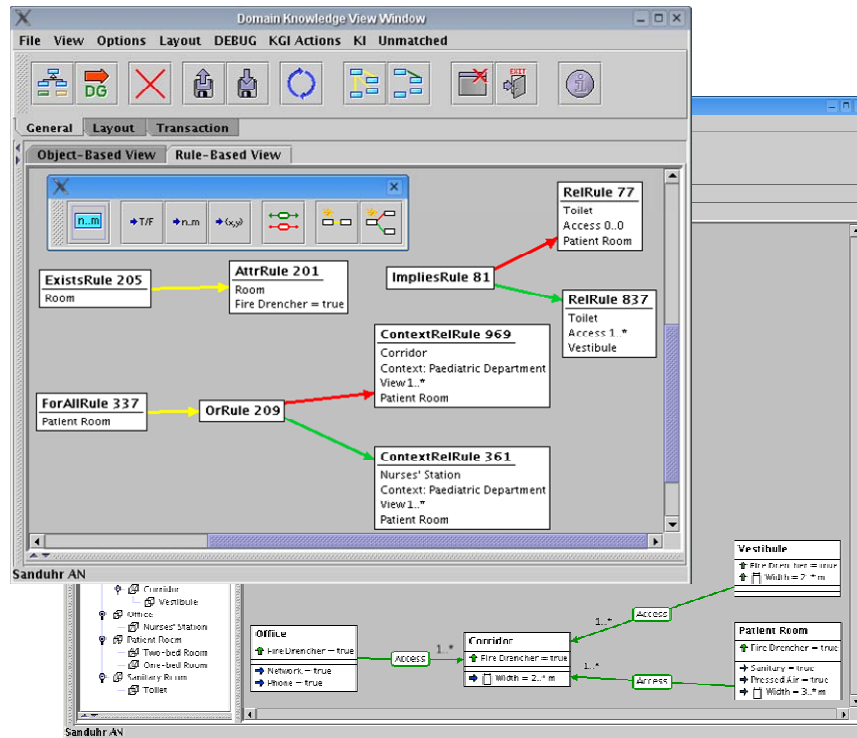 Domain Knowledge View Window
File View Options Layout DEBUG KGI Actions KI Unmatched
DG
EXIT
General Layout Transaction
Object-Based View Rule-Based View
n..m
T/F
n..m
(x,y)
RelRule 77
Toilet
Access 0..0
Patient Room
ExistsRule 205
Room
AttrRule 201
Room
Fire Drencher = true
ImpliesRule 81
RelRule 837
Toilet
Access 1..*
Vestibule
ContextRelRule 969
Corridor
Context: Paediatric Department
View 1..*
Patient Room
ForAllRule 337
Patient Room
OrRule 209
ContextRelRule 361
Nurses' Station
Context: Paediatric Department
View 1..*
Patient Room
Sanduhr AN
Corridor
Vestibule
Office
Nurses' Station
Patient Room
Two-bed Room
One-bed Room
Sanitary Room
Toilet
Office
Fire Drencher = true
Network = true
Phone = true
Access
1..*
Corridor
Fire Drencher = true
Width = 2..* m
1..*
Access
1..*
Access
Vestibule
Fire Drencher = true
Width = 2..* m
Patient Room
Fire Drencher = true
Sanitary = true
Pressed Air = true
Width = 3..* m
Sanduhr AN